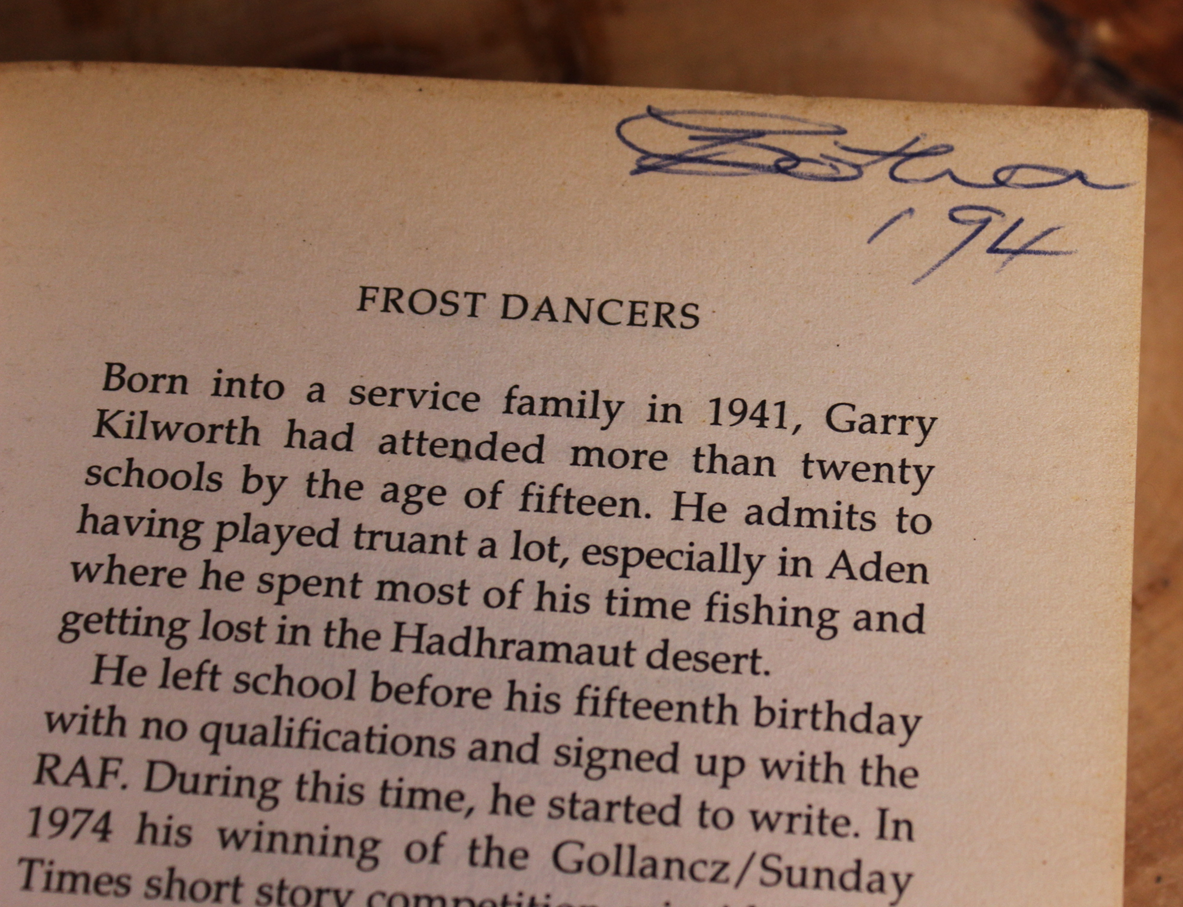 Botha
'94
FROST DANCERS
Born into a service family in 1941, Garry
Kilworth had attended more than twenty
schools by the age of fifteen. He admits to
having played truant a lot, especially in Aden
where he spent most of his time fishing and
getting lost in the Hadhramaut desert.
He left school before his fifteenth birthday
with no qualifications and signed up with the
RAF. During this time, he started to write. In
1974 his winning of the Gollancz/Sunday
Times short story